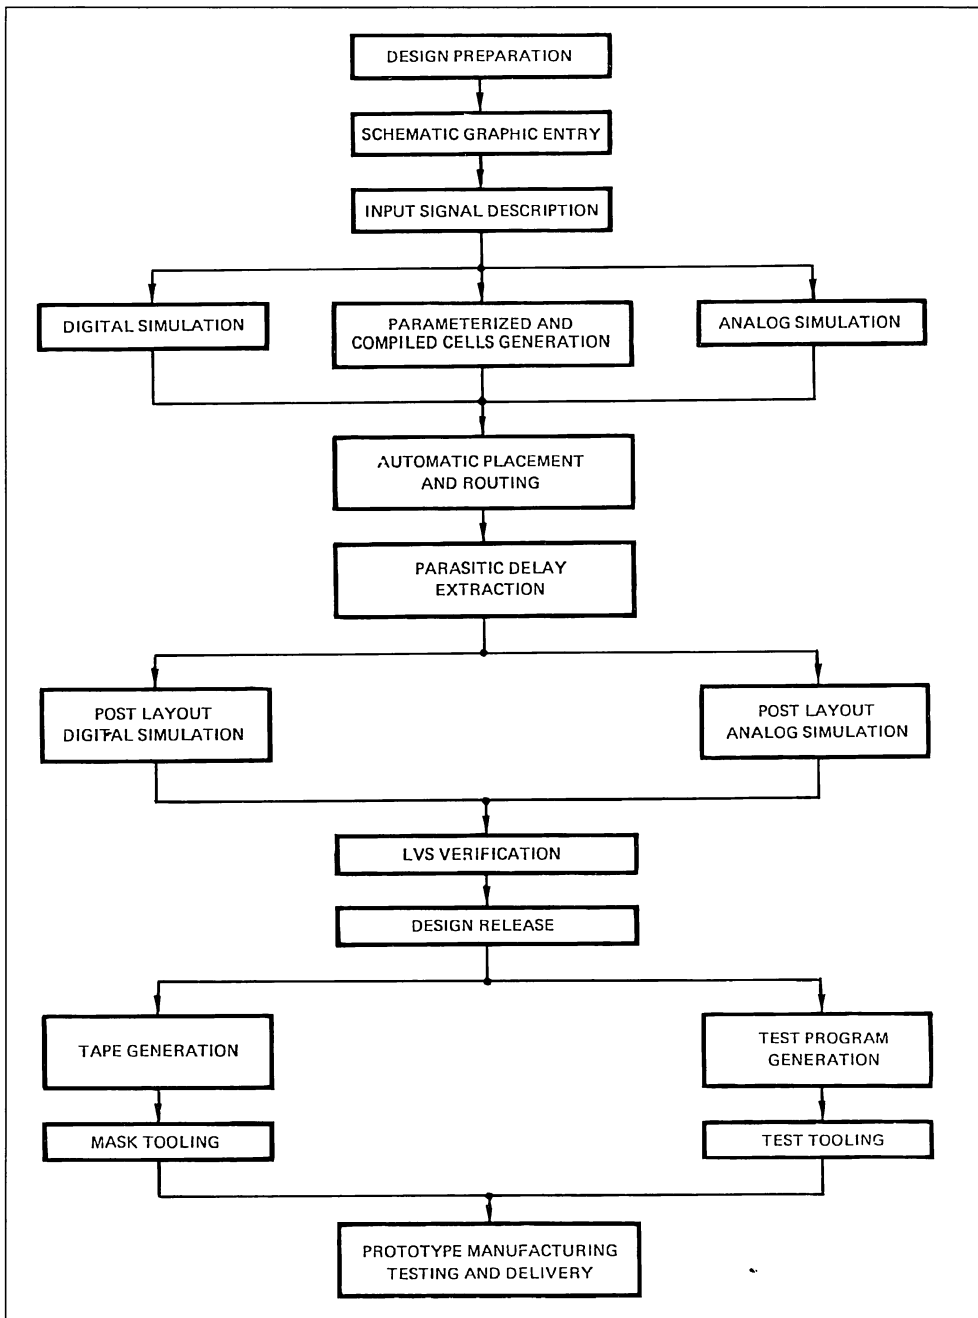 DESIGN PREPARATION
SCHEMATIC GRAPHIC ENTRY
INPUT SIGNAL DESCRIPTION
DIGITAL SIMULATION
PARAMETERIZED AND
COMPILED CELLS GENERATION
ANALOG SIMULATION
AUTOMATIC PLACEMENT
AND ROUTING
PARASITIC DELAY
EXTRACTION
POST LAYOUT
DIGITAL SIMULATION
POST LAYOUT
ANALOG SIMULATION
LVS VERIFICATION
DESIGN RELEASE
TAPE GENERATION
TEST PROGRAM
GENERATION
MASK TOOLING
TEST TOOLING
PROTOTYPE MANUFACTURING
TESTING AND DELIVERY